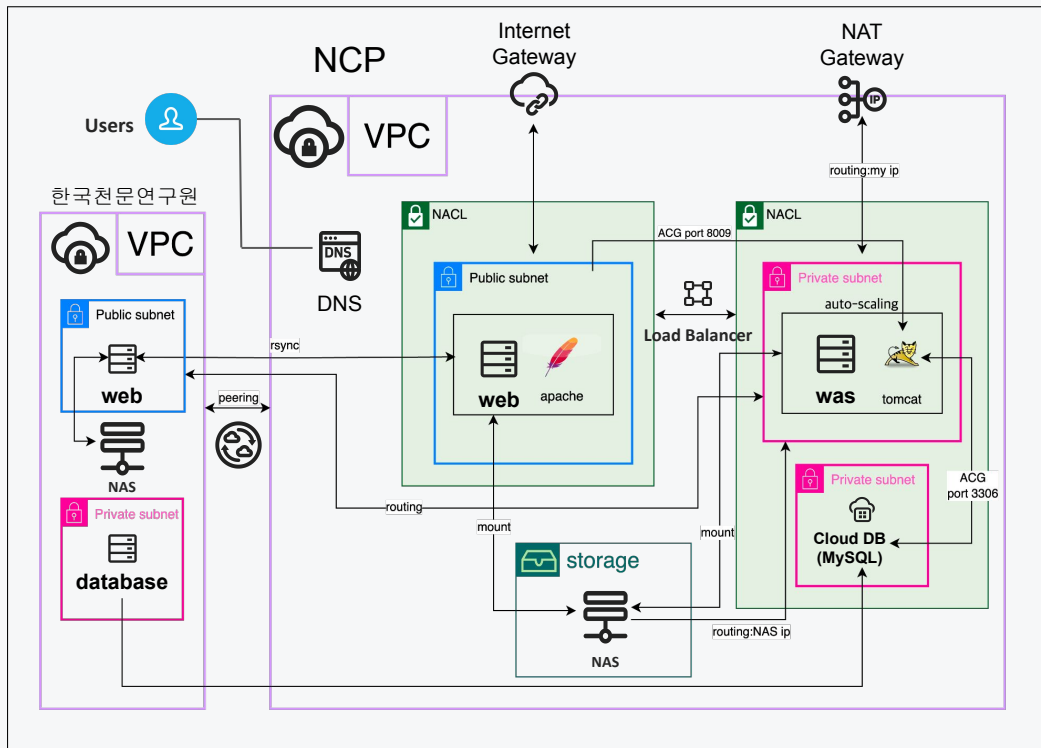 Internet
Gateway
NAT
Gateway
NCP
IP
Users
VPC
routing:my ip
한국천문연구원
VPC
NACL
NACL
ACG port 8009
DNS
DNS
Public subnet
Private subnet
auto-scaling
Public subnet
Load Balancer
rsync
web
web
apache
was
tomcat
peering
NAS
ACG
port 3306
routing
Private subnet
Private subnet
mount
mount
Cloud DB
(MySQL)
storage
database
routing:NAS ip
NAS